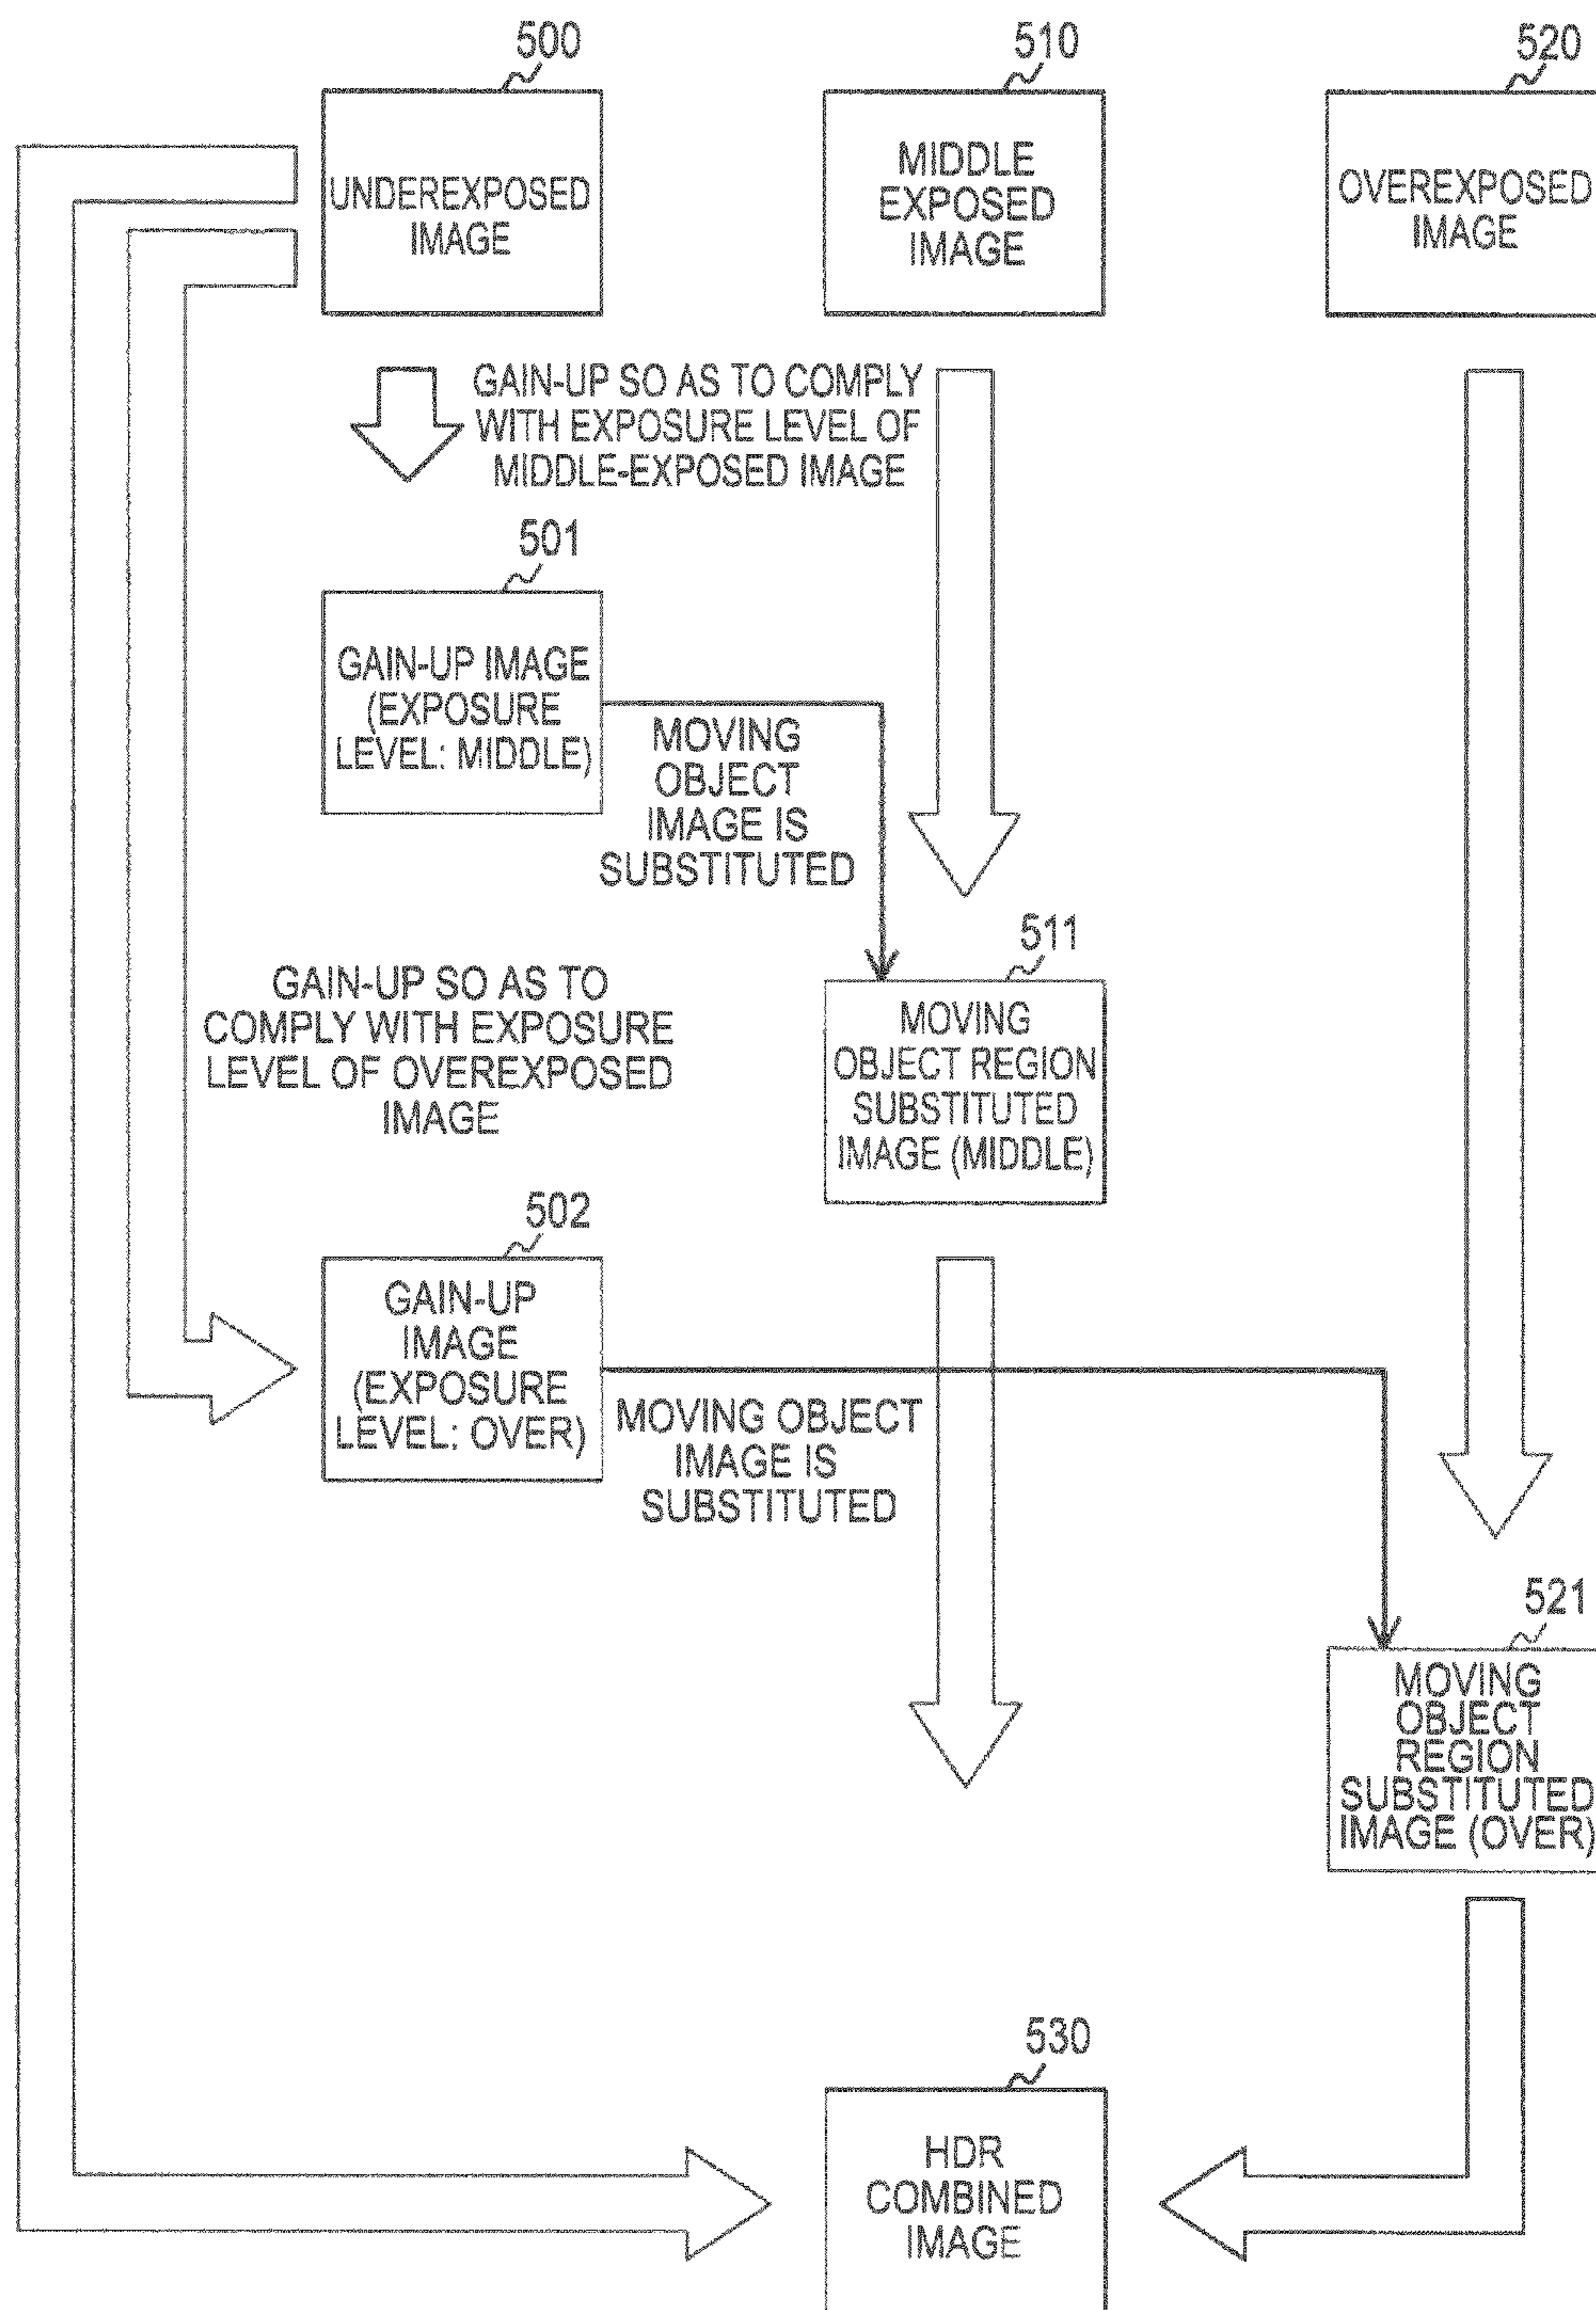 500
510
520
UNDEREXPOSED
IMAGE
MIDDLE
EXPOSED
IMAGE
OVEREXPOSED
IMAGE
GAIN-UP SO AS TO COMPLY
WITH EXPOSURE LEVEL OF
MIDDLE-EXPOSED IMAGE
501
GAIN-UP IMAGE
(EXPOSURE
LEVEL: MIDDLE)
MOVING
OBJECT
IMAGE IS
SUBSTITUTED
511
MOVING
OBJECT REGION
SUBSTITUTED
IMAGE (MIDDLE)
GAIN-UP SO AS TO
COMPLY WITH EXPOSURE
LEVEL OF OVEREXPOSED
IMAGE
502
GAIN-UP
IMAGE
(EXPOSURE
LEVEL: OVER)
MOVING OBJECT
IMAGE IS
SUBSTITUTED
521
MOVING
OBJECT
REGION
SUBSTITUTED
IMAGE (OVER)
530
HDR
COMBINED
IMAGE